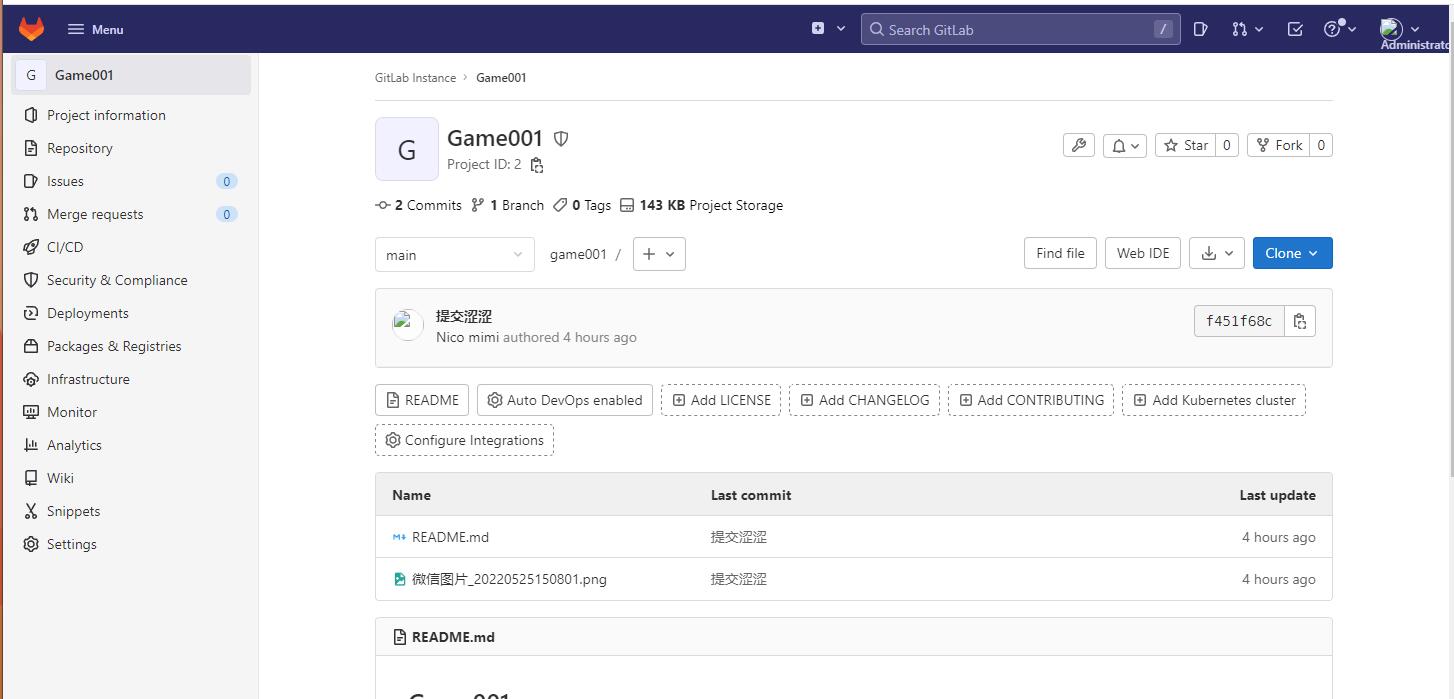 Menu
Search GitLab /
Administrato
G Game001
Project information
Repository
Issues 0
Merge requests 0
CI/CD
Security & Compliance
Deployments
Packages & Registries
Infrastructure
Monitor
Analytics
Wiki
Snippets
Settings
GitLab Instance › Game001
G
Game001
Project ID: 2
Star 0 Fork 0
2 Commits 1 Branch 0 Tags 143 KB Project Storage
main game001 / Find file Web IDE Clone
提交涩涩
Nico mimi authored 4 hours ago
f451f68c
README Auto DevOps enabled Add LICENSE Add CHANGELOG Add CONTRIBUTING Add Kubernetes cluster
Configure Integrations
Name Last commit Last update
README.md 提交涩涩 4 hours ago
微信图片_20220525150801.png 提交涩涩 4 hours ago
README.md
Game001